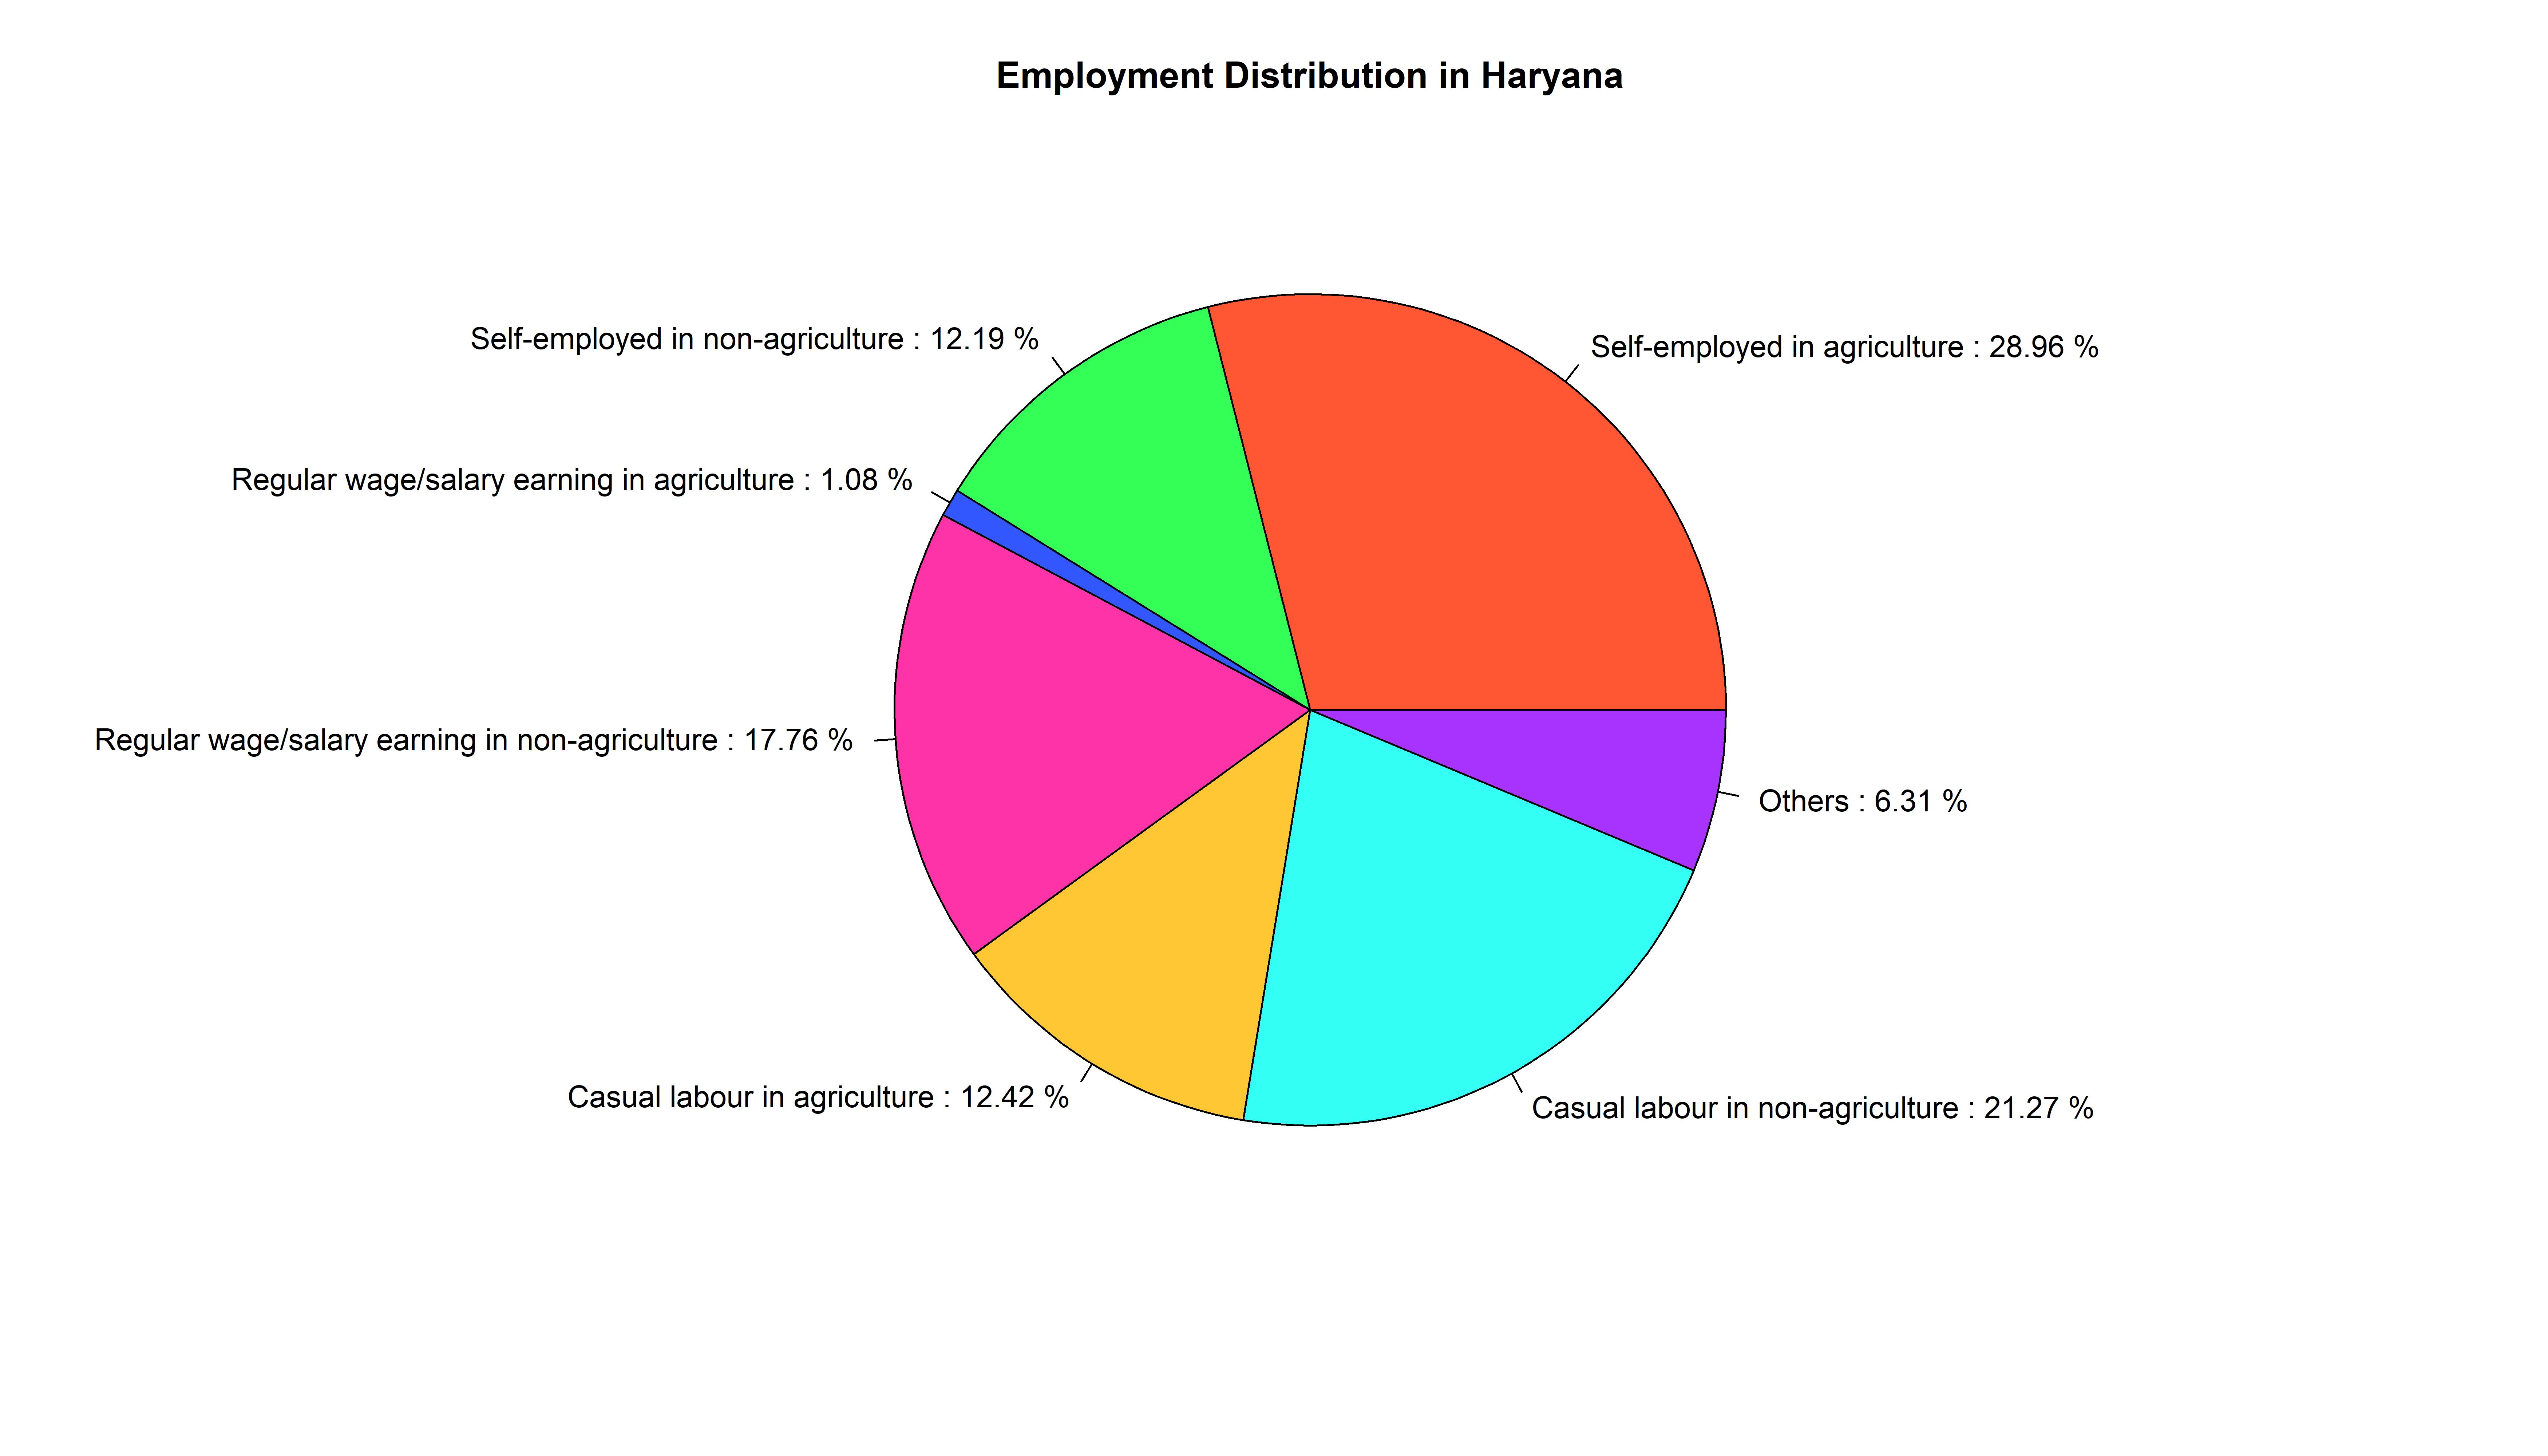 Employment Distribution in Haryana
Self-employed in non-agriculture : 12.19 %
Self-employed in agriculture : 28.96 %
Regular wage/salary earning in agriculture : 1.08 %
Regular wage/salary earning in non-agriculture : 17.76 %
Others : 6.31 %
Casual labour in agriculture : 12.42 %
Casual labour in non-agriculture : 21.27 %